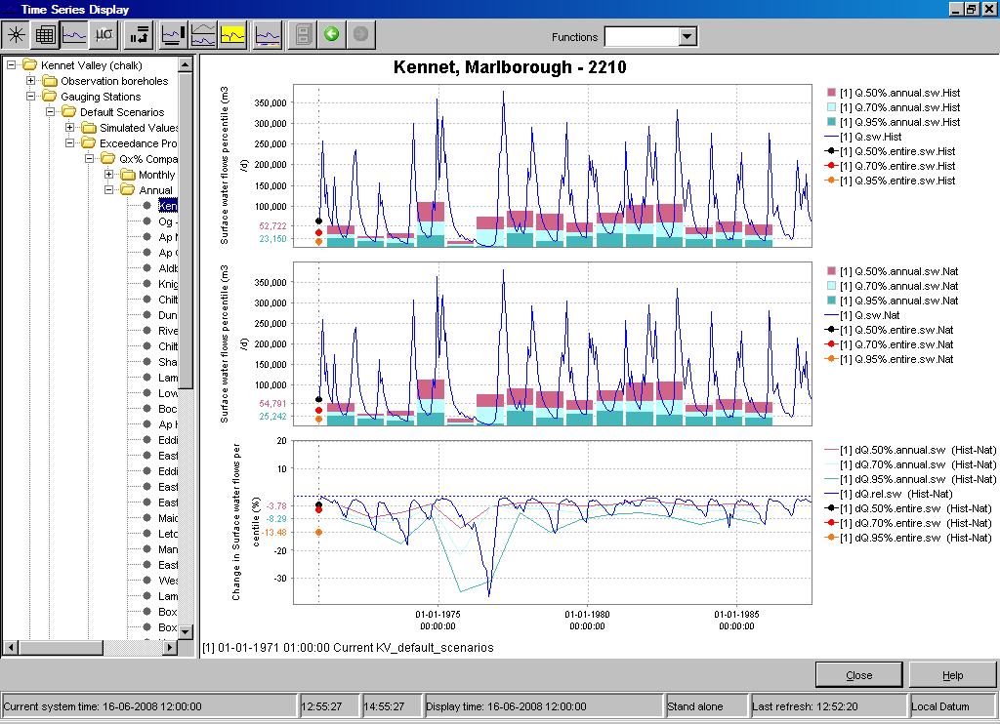 Time Series Display
μσ
Functions
Kennet Valley (chalk)
Observation boreholes
Gauging Stations
Default Scenarios
Simulated Values
Exceedance Pro
Qx% Compa
Monthly
Annual
Ken
Og -
Ap N
Ap C
Aldb
Knig
Chilt
Dun
Rive
Chilt
Sha
Lam
Low
Boc
Ap H
Eddi
East
Eddi
East
East
Maid
Letc
Man
East
Wes
Lam
Box
Box
Kennet, Marlborough - 2210
Surface water flows percentile (m3
/d)
350,000
300,000
250,000
200,000
150,000
100,000
52,722
23,150
[1] Q.50%.annual.sw.Hist
[1] Q.70%.annual.sw.Hist
[1] Q.95%.annual.sw.Hist
[1] Q.sw.Hist
[1] Q.50%.entire.sw.Hist
[1] Q.70%.entire.sw.Hist
[1] Q.95%.entire.sw.Hist
Surface water flows percentile (m3
/d)
350,000
300,000
250,000
200,000
150,000
100,000
54,791
25,242
[1] Q.50%.annual.sw.Nat
[1] Q.70%.annual.sw.Nat
[1] Q.95%.annual.sw.Nat
[1] Q.sw.Nat
[1] Q.50%.entire.sw.Nat
[1] Q.70%.entire.sw.Nat
[1] Q.95%.entire.sw.Nat
Change in Surface water flows per
centile (%)
20
10
-3.78
-8.29
-13.48
-20
-30
[1] dQ.50%.annual.sw (Hist-Nat)
[1] dQ.70%.annual.sw (Hist-Nat)
[1] dQ.95%.annual.sw (Hist-Nat)
[1] dQ.rel.sw (Hist-Nat)
[1] dQ.50%.entire.sw (Hist-Nat)
[1] dQ.70%.entire.sw (Hist-Nat)
[1] dQ.95%.entire.sw (Hist-Nat)
01-01-1975 01-01-1980 01-01-1985
00:00:00 00:00:00 00:00:00
[1] 01-01-1971 01:00:00 Current KV_default_scenarios
Close Help
Current system time: 16-06-2008 12:00:00 12:55:27 14:55:27 Display time: 16-06-2008 12:00:00 Stand alone Last refresh: 12:52:20 Local Datum